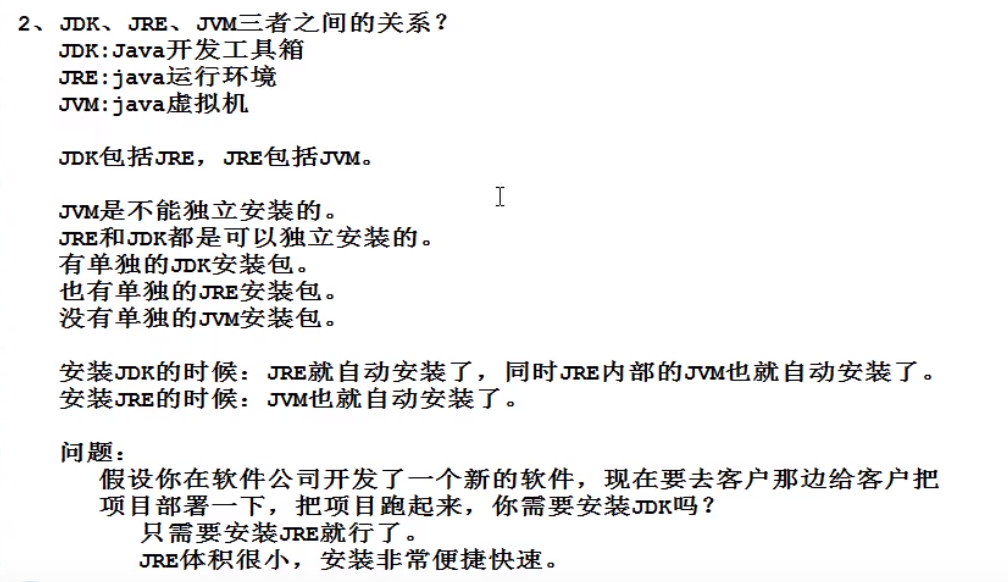 2、JDK、JRE、JVM三者之间的关系？
JDK:Java开发工具箱
JRE:java运行环境
JVM:java虚拟机
JDK包括JRE，JRE包括JVM。
JVM是不能独立安装的。
JRE和JDK都是可以独立安装的。
有单独的JDK安装包。
也有单独的JRE安装包。
没有单独的JVM安装包。
安装JDK的时候：JRE就自动安装了，同时JRE内部的JVM也就自动安装了。
安装JRE的时候：JVM也就自动安装了。
问题：
假设你在软件公司开发了一个新的软件，现在要去客户那边给客户把
项目部署一下，把项目跑起来，你需要安装JDK吗？
只需要安装JRE就行了。
JRE体积很小，安装非常便捷快速。